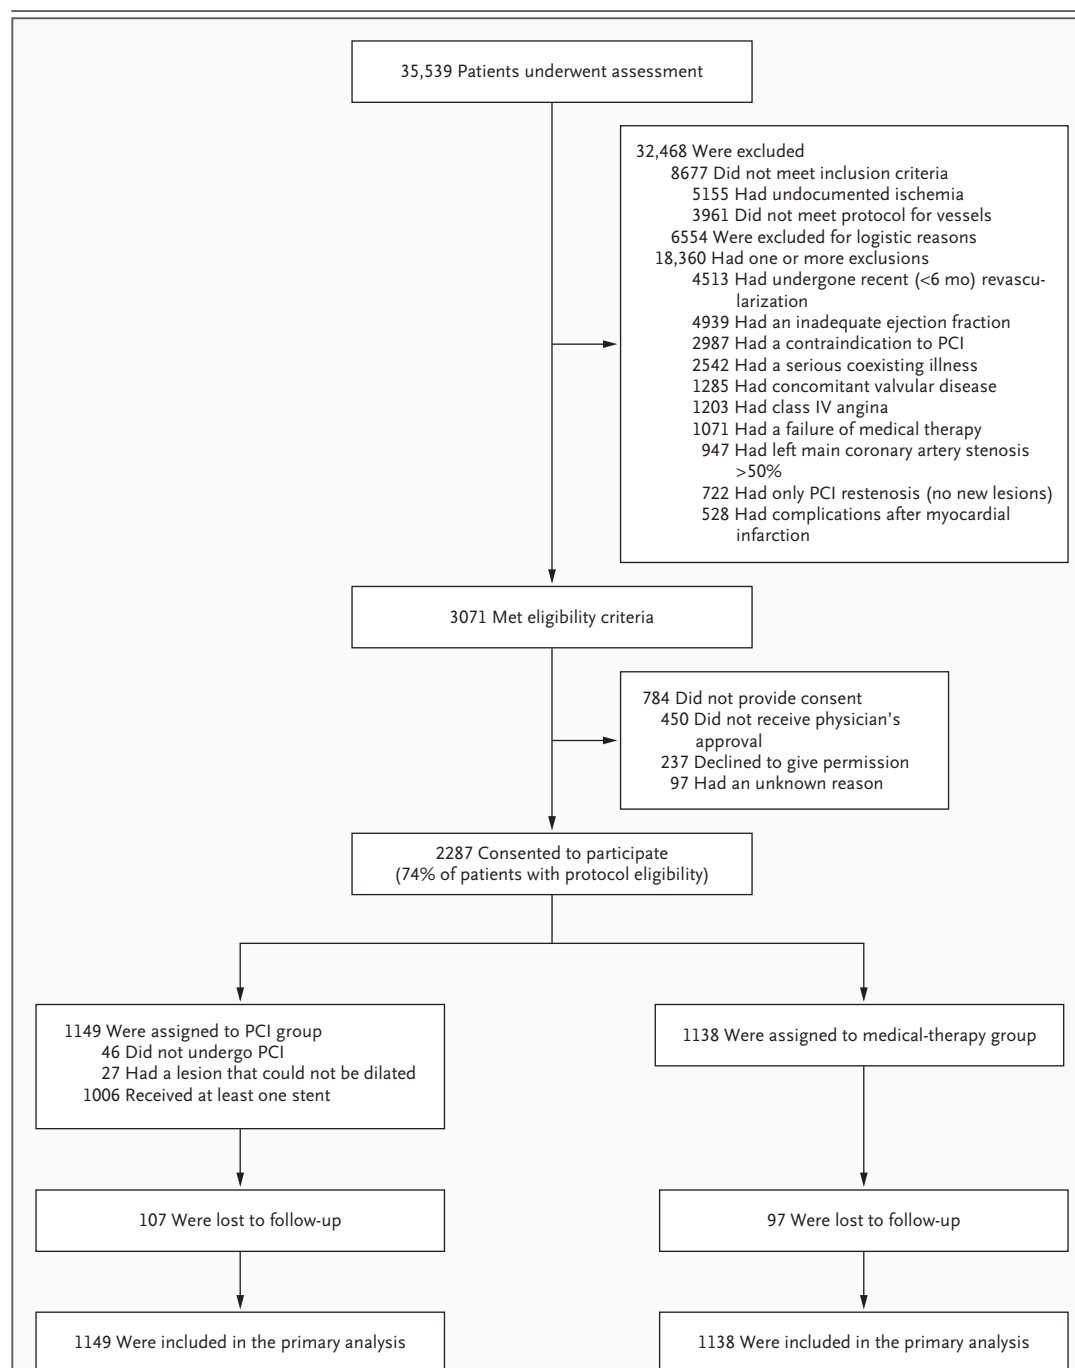 35,539 Patients underwent assessment
32,468 Were excluded
8677 Did not meet inclusion criteria
5155 Had undocumented ischemia
3961 Did not meet protocol for vessels
6554 Were excluded for logistic reasons
18,360 Had one or more exclusions
4513 Had undergone recent (<6 mo) revascu-
larization
4939 Had an inadequate ejection fraction
2987 Had a contraindication to PCI
2542 Had a serious coexisting illness
1285 Had concomitant valvular disease
1203 Had class IV angina
1071 Had a failure of medical therapy
947 Had left main coronary artery stenosis
>50%
722 Had only PCI restenosis (no new lesions)
528 Had complications after myocardial
infarction
3071 Met eligibility criteria
784 Did not provide consent
450 Did not receive physician's
approval
237 Declined to give permission
97 Had an unknown reason
2287 Consented to participate
(74% of patients with protocol eligibility)
1149 Were assigned to PCI group
46 Did not undergo PCI
27 Had a lesion that could not be dilated
1006 Received at least one stent
1138 Were assigned to medical-therapy group
107 Were lost to follow-up
97 Were lost to follow-up
1149 Were included in the primary analysis
1138 Were included in the primary analysis